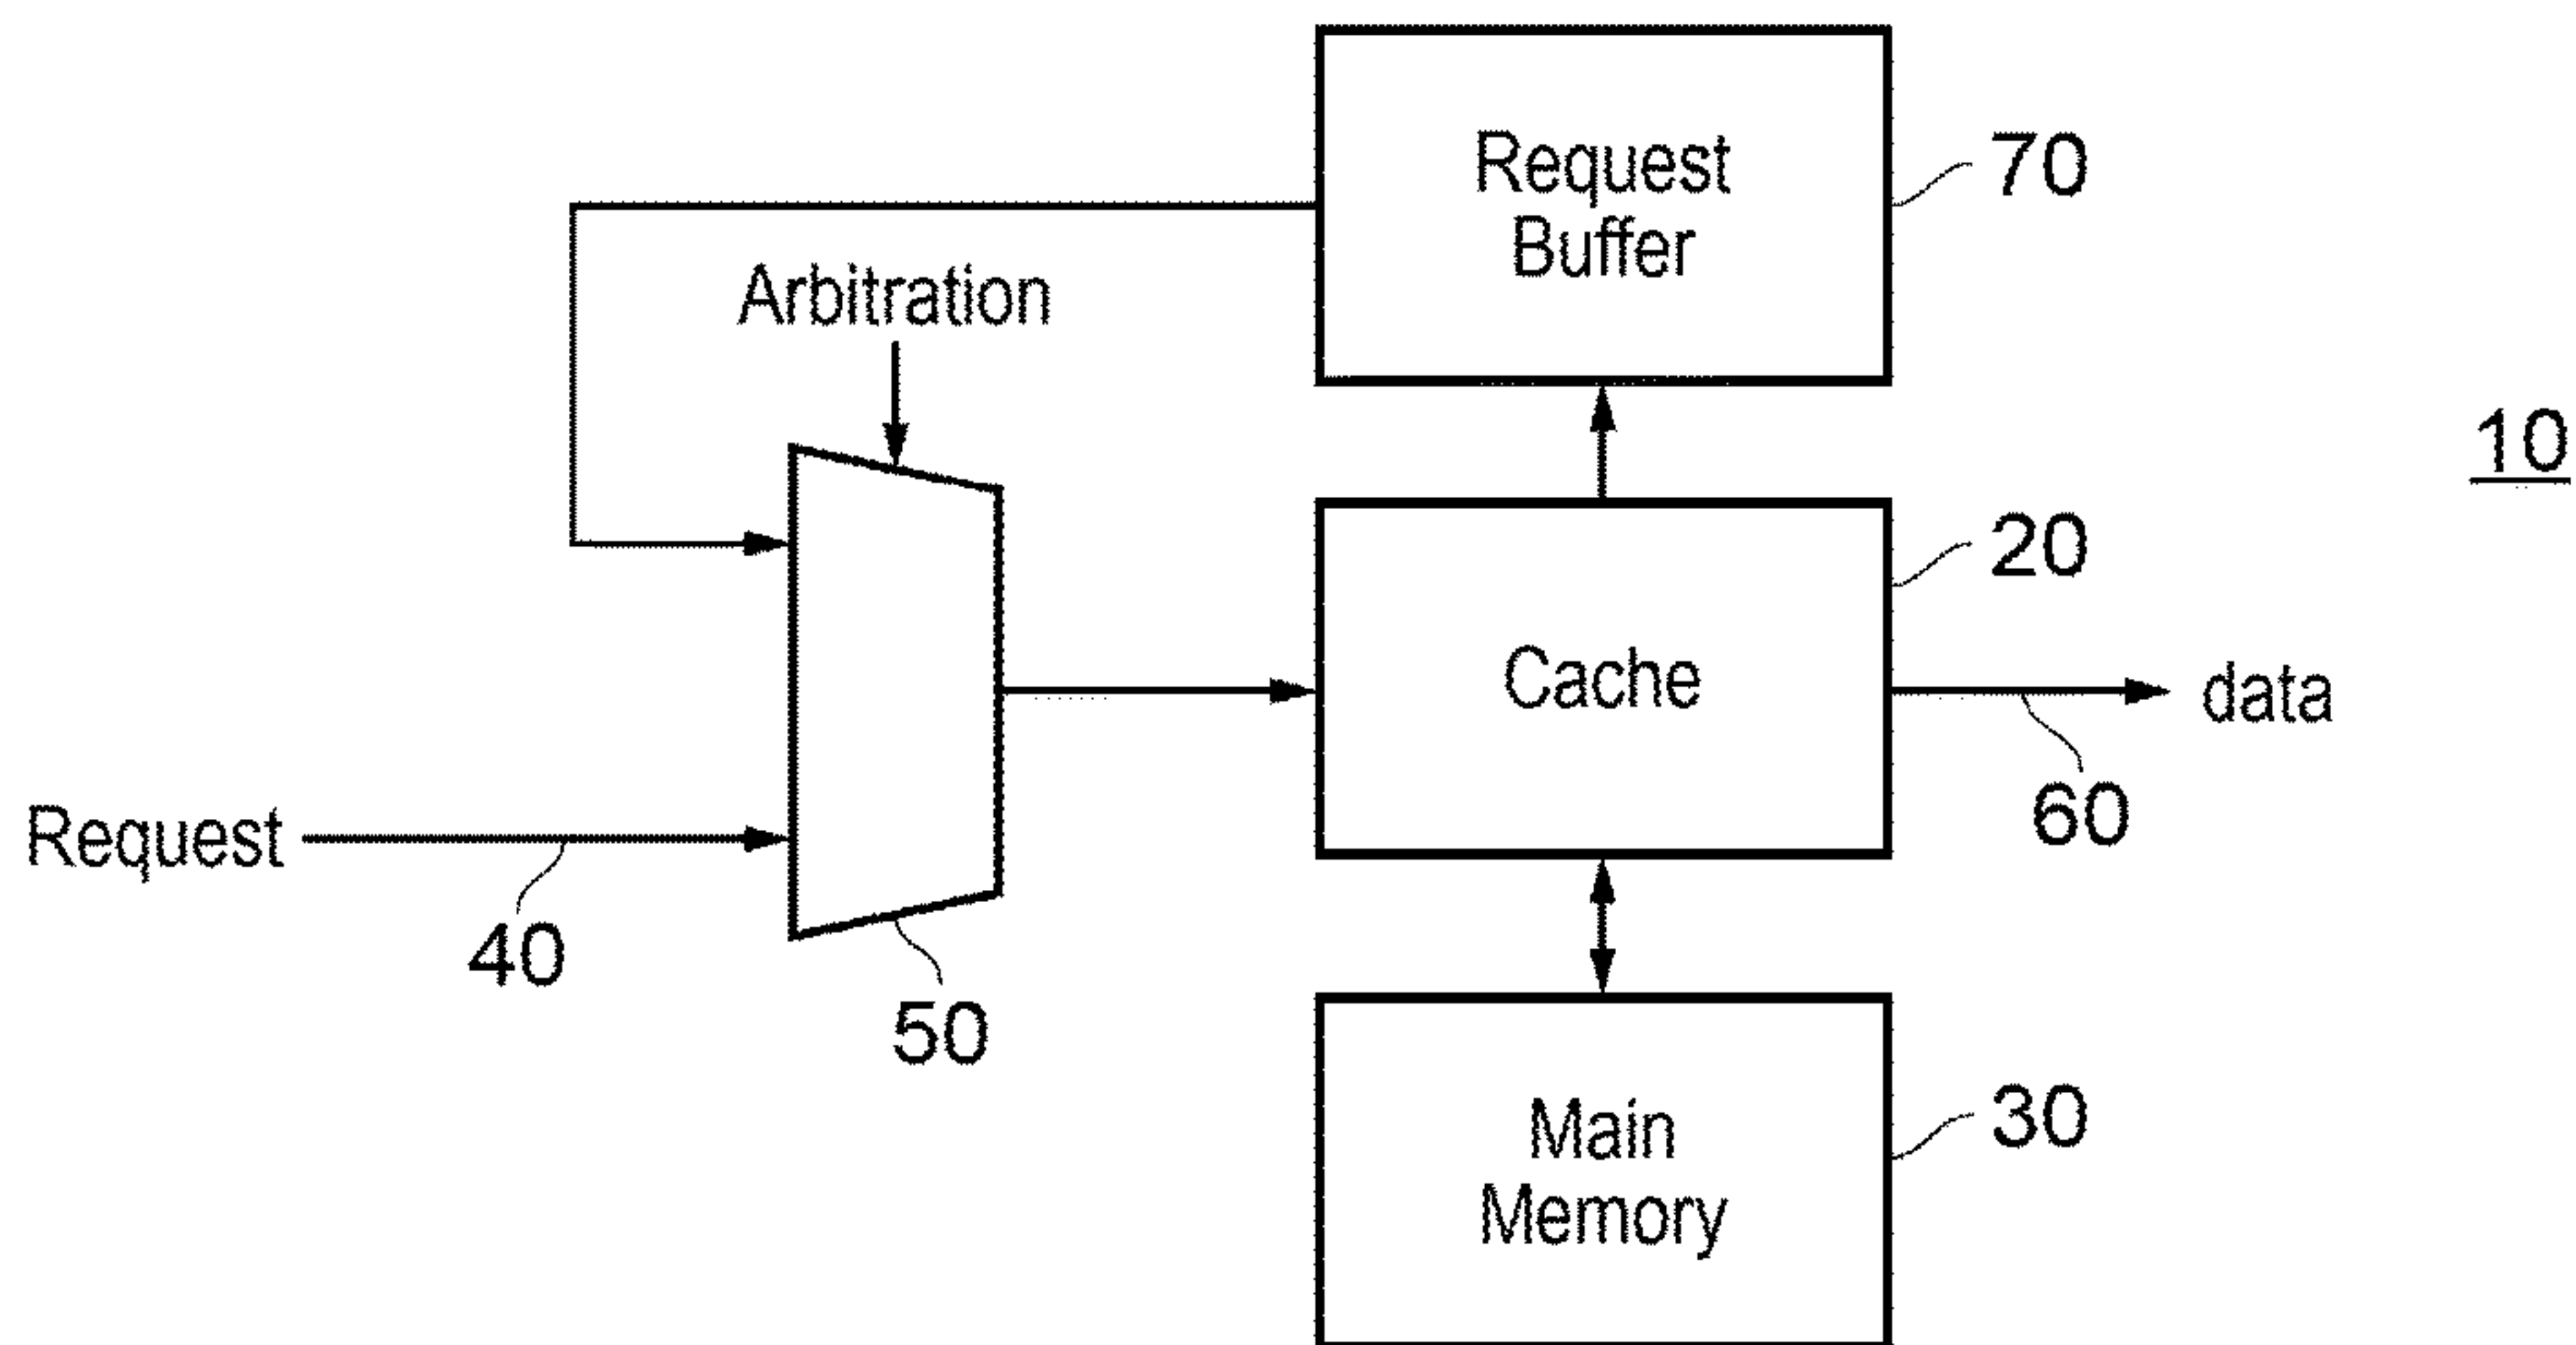 Request
Buffer
70
Arbitration
10
20
Cache
data
60
Request
40
50
Main
Memory
30